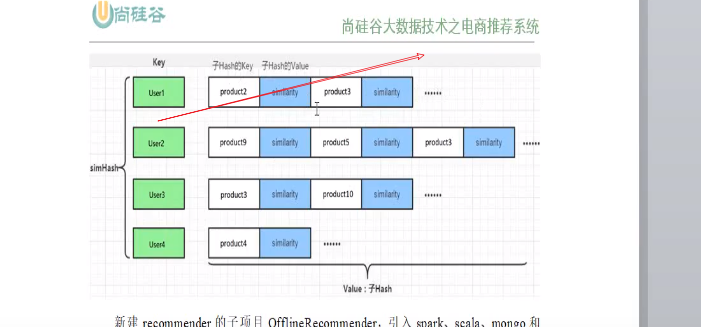 尚硅谷
尚硅谷大数据技术之电商推荐系统
Key 子Hash的Key 子Hash的Value
User1 product2 similarity product3 similarity ······
User2 product9 similarity product5 similarity product3 similarity ······
simHash
User3 product3 similarity product10 similarity ······
User4 product4 similarity ······
Value：子Hash
新建 recommender 的子项目 OfflineRecommender，引入 spark、scala、mongo 和